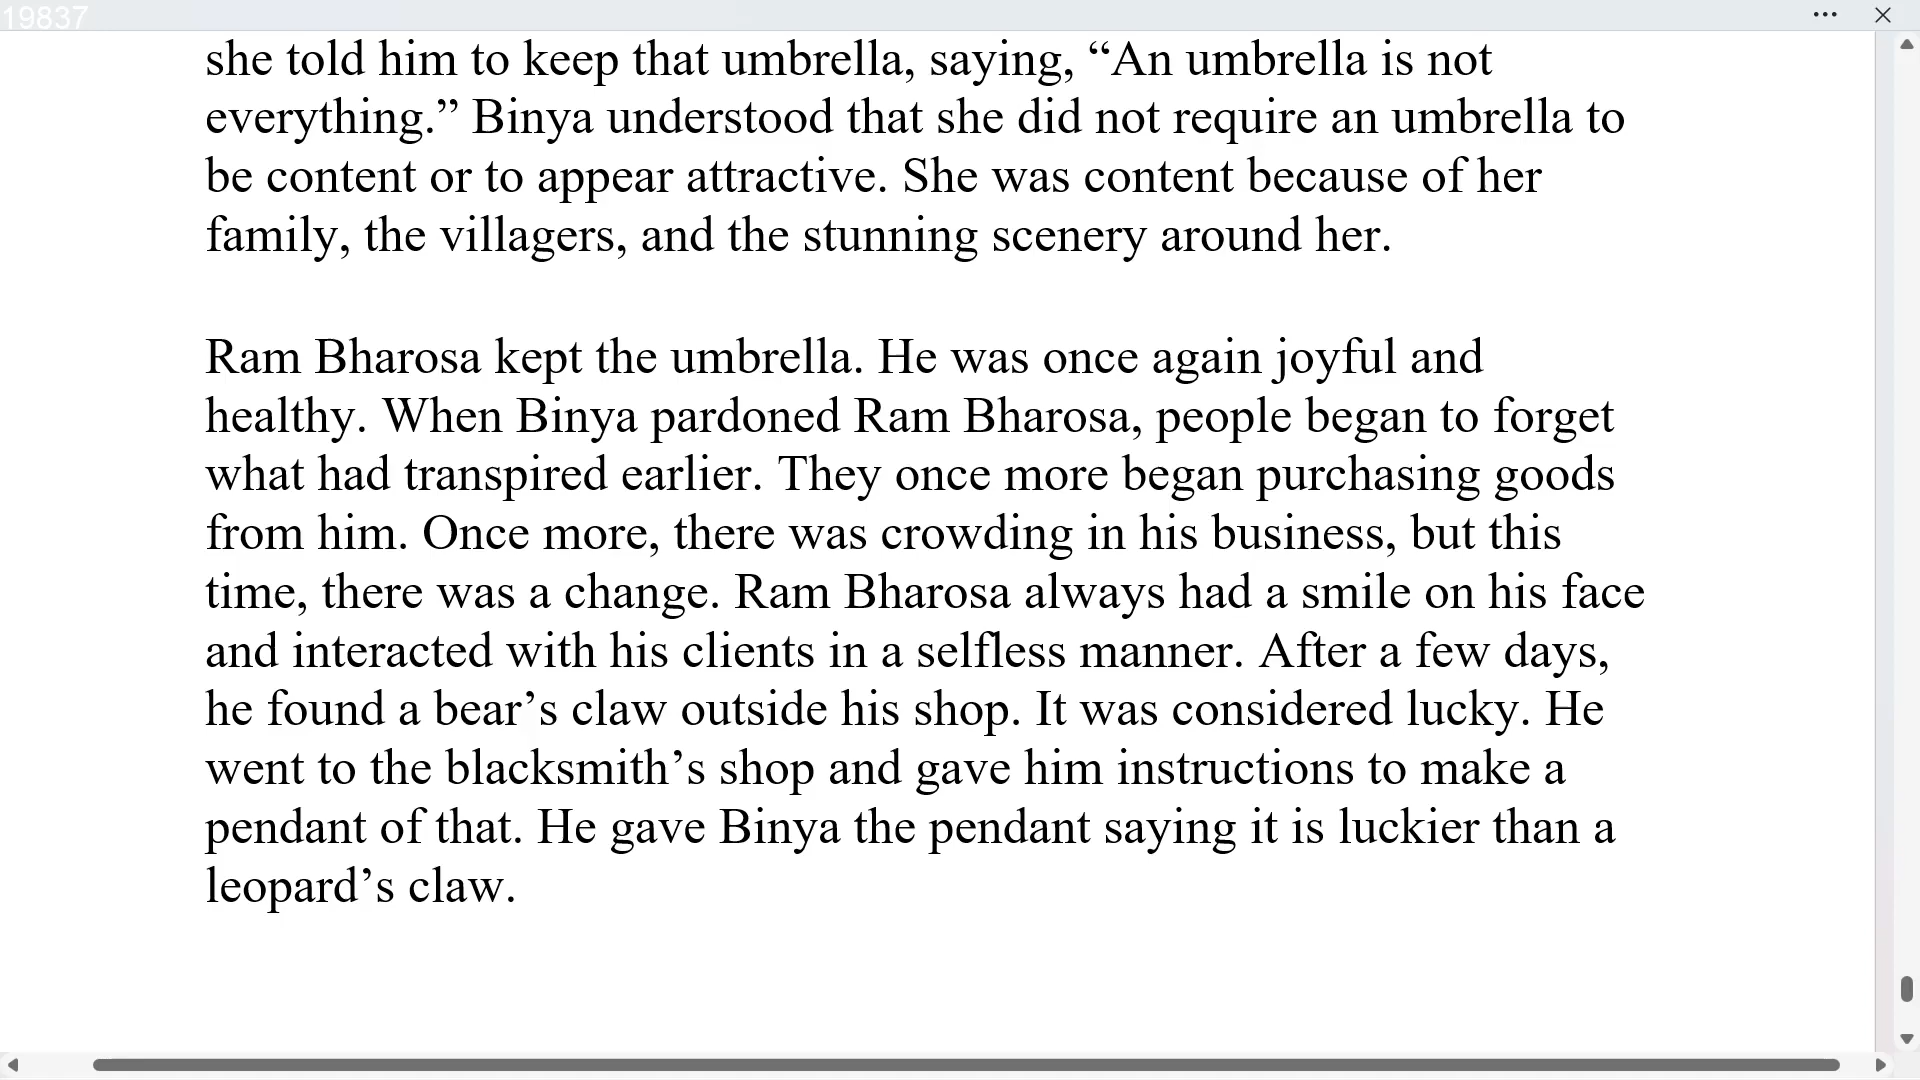 19837
she told him to keep that umbrella, saying, “An umbrella is not
everything.” Binya understood that she did not require an umbrella to
be content or to appear attractive. She was content because of her
family, the villagers, and the stunning scenery around her.
Ram Bharosa kept the umbrella. He was once again joyful and
healthy. When Binya pardoned Ram Bharosa, people began to forget
what had transpired earlier. They once more began purchasing goods
from him. Once more, there was crowding in his business, but this
time, there was a change. Ram Bharosa always had a smile on his face
and interacted with his clients in a selfless manner. After a few days,
he found a bear’s claw outside his shop. It was considered lucky. He
went to the blacksmith’s shop and gave him instructions to make a
pendant of that. He gave Binya the pendant saying it is luckier than a
leopard’s claw.